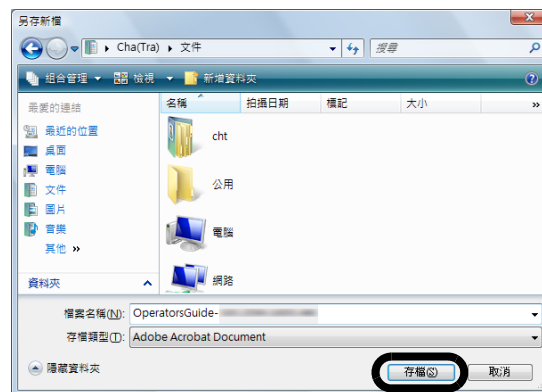 另存新檔
Cha(Tra) 文件 搜尋
組合管理 檢視 新增資料夾
最愛的連結
名稱 拍攝日期 標記 大小 »
最近的位置
桌面
電腦
文件
圖片
音樂
其他 »
資料夾
cht
公用
電腦
網路
檔案名稱(N): OperatorsGuide-
存檔類型(T): Adobe Acrobat Document
隱藏資料夾 存檔(S) 取消